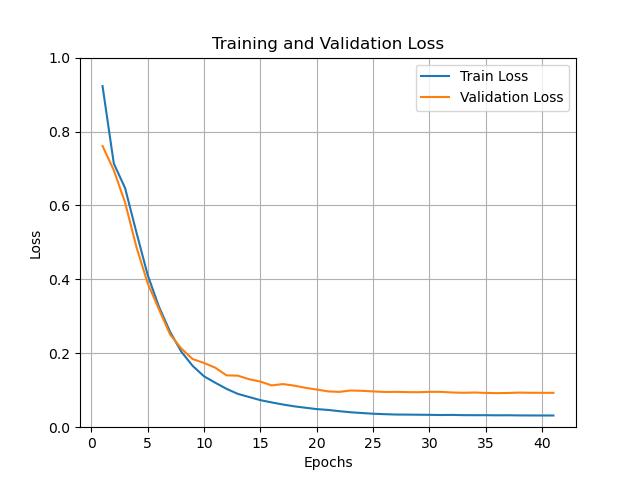 Training and Validation Loss
Train Loss
Validation Loss
1.0
0.8
0.6
0.4
0.2
0.0
Loss
0 5 10 15 20 25 30 35 40
Epochs